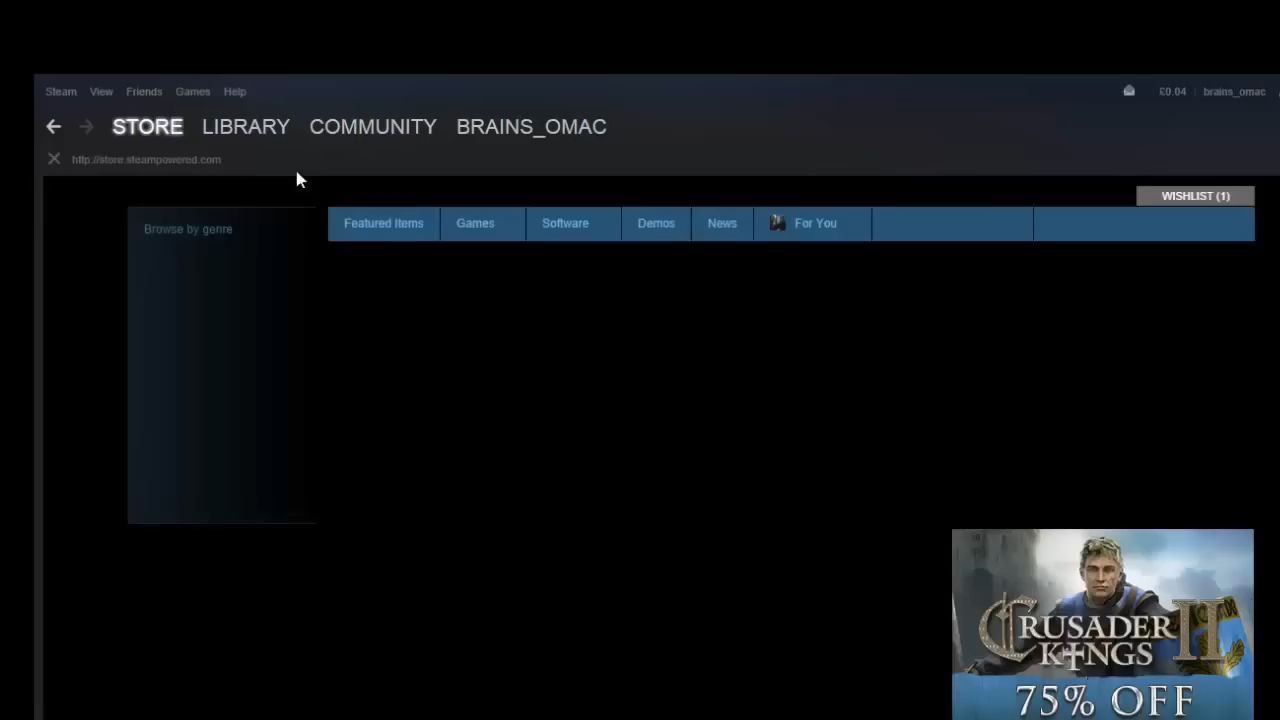 Steam View Friends Games Help
£0.04 brains_omac
STORE LIBRARY COMMUNITY BRAINS_OMAC
http://store.steampowered.com
WISHLIST (1)
Browse by genre
Featured Items Games Software Demos News For You
CRUSADER II
KINGS
75% OFF